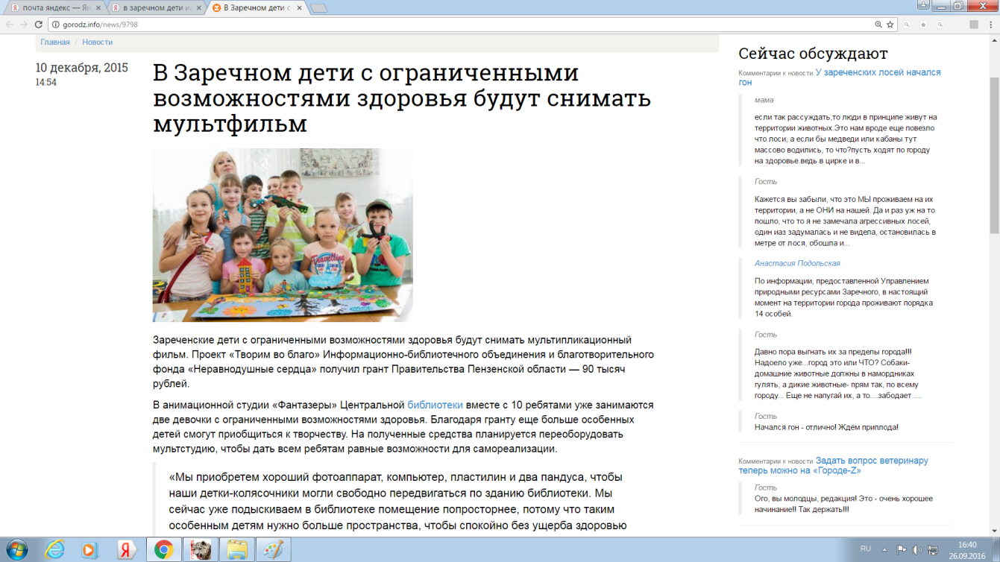 почта яндекс — Ян
в заречном дети ин
В Заречном дети с
gorodz.info/news/9798
Главная / Новости
10 декабря, 2015
14:54
В Заречном дети с ограниченными
возможностями здоровья будут снимать
мультфильм
Зареченские дети с ограниченными возможностями здоровья будут снимать мультипликационный
фильм. Проект «Творим во благо» Информационно-библиотечного объединения и благотворительного
фонда «Неравнодушные сердца» получил грант Правительства Пензенской области — 90 тысяч
рублей.
В анимационной студии «Фантазеры» Центральной библиотеки вместе с 10 ребятами уже занимаются
две девочки с ограниченными возможностями здоровья. Благодаря гранту еще больше особенных
детей смогут приобщиться к творчеству. На полученные средства планируется переоборудовать
мультстудию, чтобы дать всем ребятам равные возможности для самореализации.
«Мы приобретем хороший фотоаппарат, компьютер, пластилин и два пандуса, чтобы
наши детки-колясочники могли свободно передвигаться по зданию библиотеки. Мы
сейчас уже подыскиваем в библиотеке помещение попросторнее, потому что таким
особенным детям нужно больше пространства, чтобы спокойно без ущерба здоровью
Сейчас обсуждают
Комментарии к новости У зареченских лосей начался
гон
мама
если так рассуждать,то люди в принципе живут на
территории животных.Это нам вроде еще повезло
что лоси, а если бы медведи или кабаны тут
массово водились, то что?пусть ходят по городу
на здоровье.ведь в цирке и в...
Гость
Кажется вы забыли, что это МЫ проживаем на их
территории, а не ОНИ на нашей. Да и раз уж на то
пошло, что то я не замечала агрессивных лосей,
один иаз задумалась и не видела, остановилась в
метре от лося, обошла и...
Анастасия Подольская
По информации, предоставленной Управлением
природными ресурсами Заречного, в настоящий
момент на территории города проживают порядка
14 особей.
Гость
Давно пора выгнать их за пределы города!!!
Надоело уже...город это или ЧТО? Собаки-
домашние животные должны в намордниках
гулять, а дикие животные- прям так, по всему
городу... Еще не напугай их, а то....забодает ....
Гость
Начался гон - отлично! Ждём приплода!
Комментарии к новости Задать вопрос ветеринару
теперь можно на «Городе-Z»
Гость
Ого, вы молодцы, редакция! Это - очень хорошее
начинание!! Так держать!!!
RU
16:40
26.09.2016